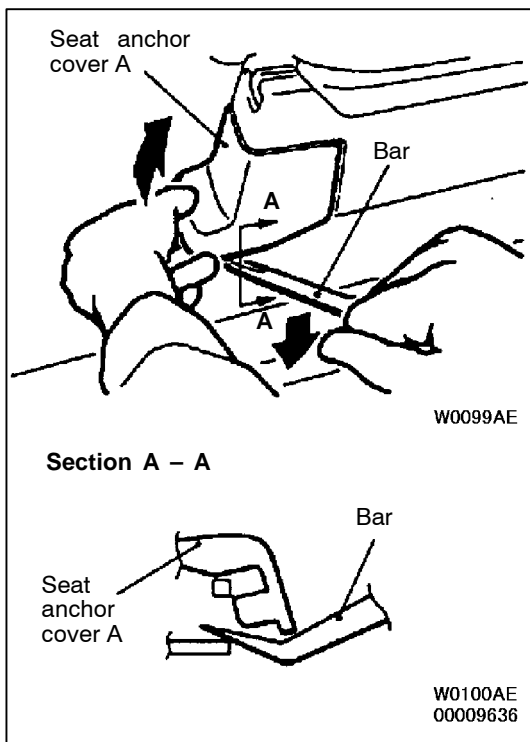 Seat anchor
cover A
Bar
A
A
W0099AE
Section A – A
Bar
Seat
anchor
cover A
W0100AE
00009636